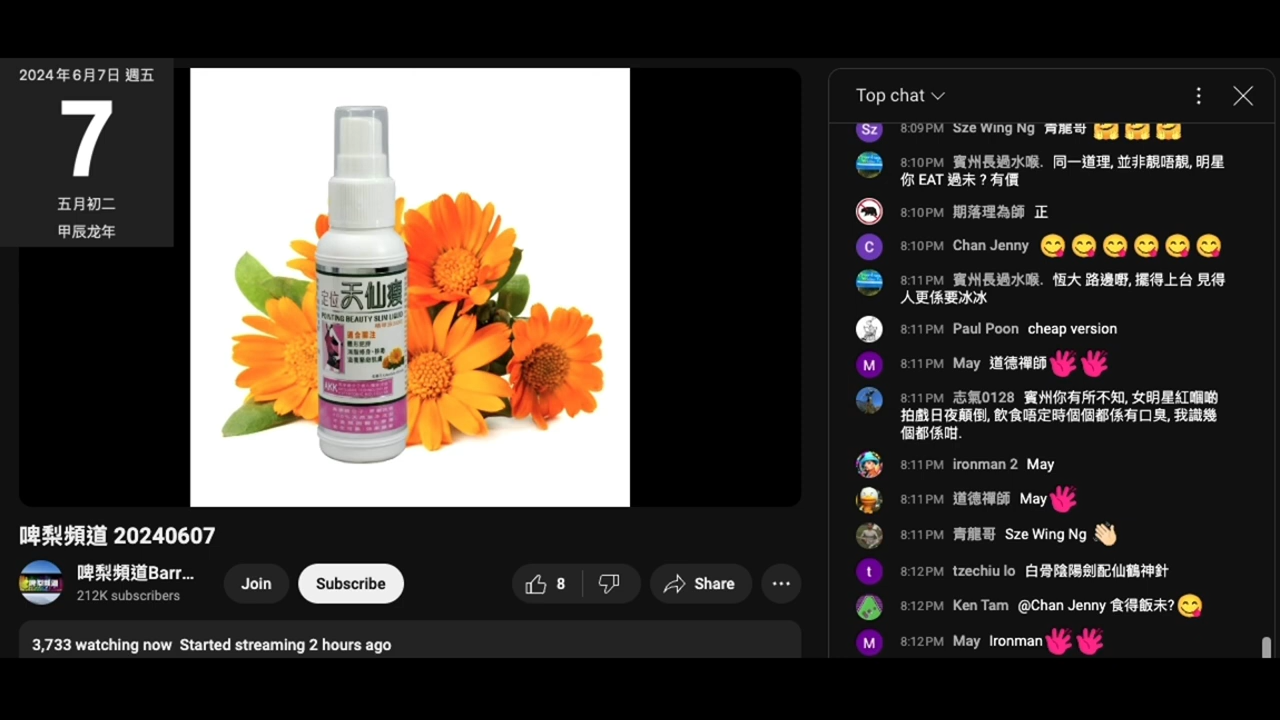 2024年6月7日 週五
7
五月初二
甲辰龙年
定位 天仙瘦
適合關注
AKK
啤梨頻道 20240607
啤梨頻道Barr...
212K subscribers
Join
Subscribe
8
Share
3,733 watching now Started streaming 2 hours ago
Top chat
Sz 8:09PM Sze Wing Ng 青龍哥
8:10PM 賓州長過水喉. 同一道理, 並非靚唔靚, 明星
你 EAT 過未 ? 有價
8:10PM 期落理為師 正
C 8:10PM Chan Jenny
8:11PM 賓州長過水喉. 恆大 路邊嘢, 擺得上台 見得
人更係要冰冰
8:11PM Paul Poon cheap version
M 8:11PM May 道德禪師
8:11PM 志氣0128 賓州你有所不知, 女明星紅嗰啲
拍戲日夜顛倒, 飲食唔定時個個都係有口臭, 我識幾
個都係咁.
8:11PM ironman 2 May
8:11PM 道德禪師 May
8:11PM 青龍哥 Sze Wing Ng
t 8:12PM tzechiu lo 白骨陰陽劍配仙鶴神針
8:12PM Ken Tam @Chan Jenny 食得飯未?
M 8:12PM May Ironman